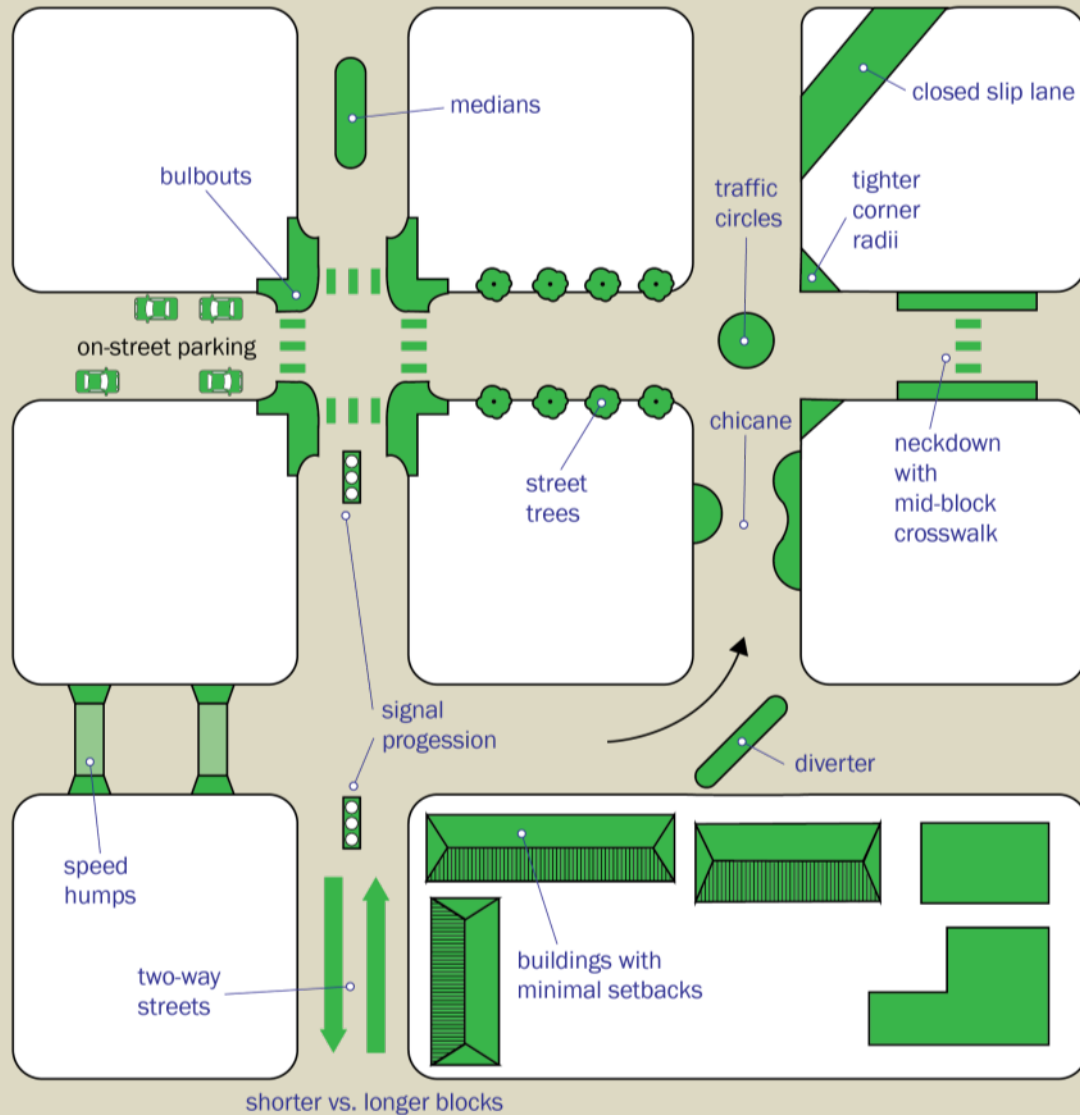 medians
closed slip lane
bulbouts
traffic
circles
tighter
corner
radii
on-street parking
chicane
neckdown
with
mid-block
crosswalk
street
trees
signal
progession
diverter
speed
humps
buildings with
minimal setbacks
two-way
streets
shorter vs. longer blocks